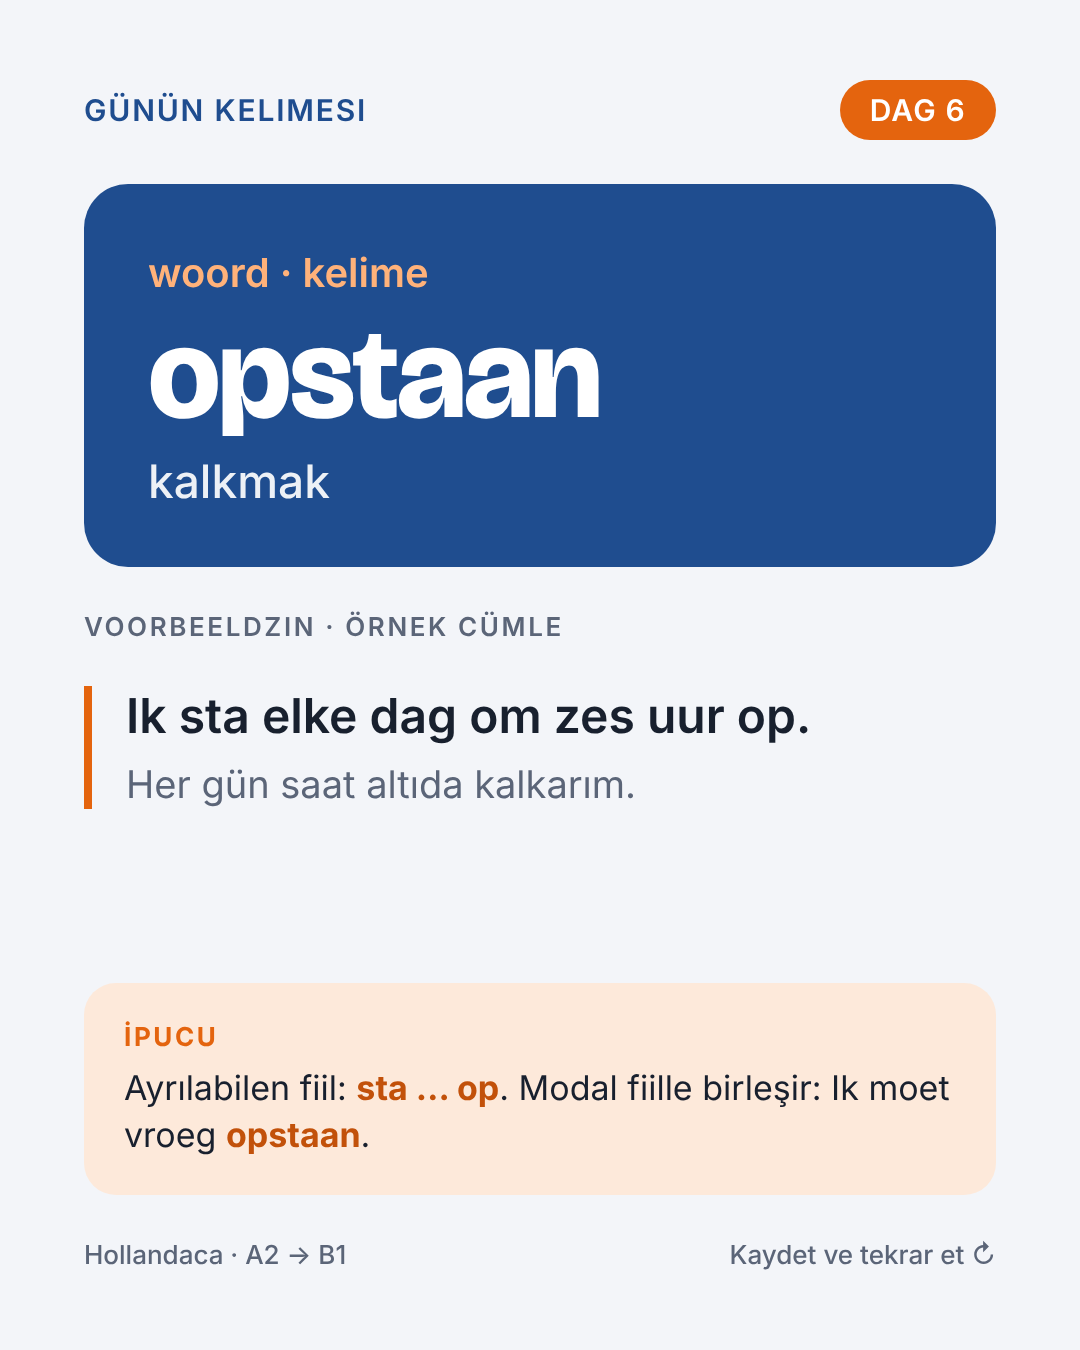 GÜNÜN KELIMESI
DAG 6
woord · kelime
opstaan
kalkmak
VOORBEELDZIN · ÖRNEK CÜMLE
Ik sta elke dag om zes uur op.
Her gün saat altıda kalkarım.
İPUCU
Ayrılabilen fiil: sta ... op. Modal fiille birleşir: Ik moet
vroeg opstaan.
Hollandaca · A2 → B1
Kaydet ve tekrar et ↻